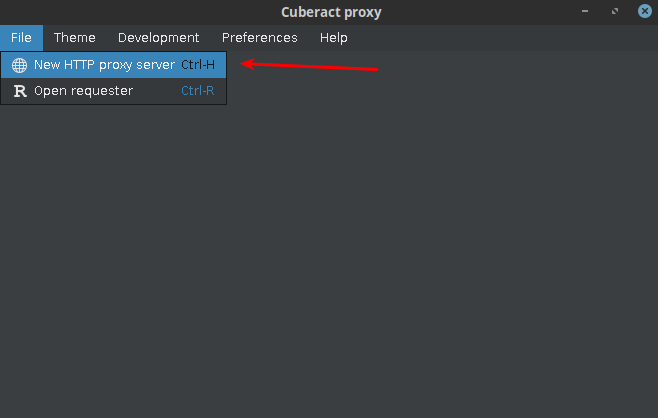 Cuberact proxy
File Theme Development Preferences Help
New HTTP proxy server Ctrl-H
R Open requester Ctrl-R